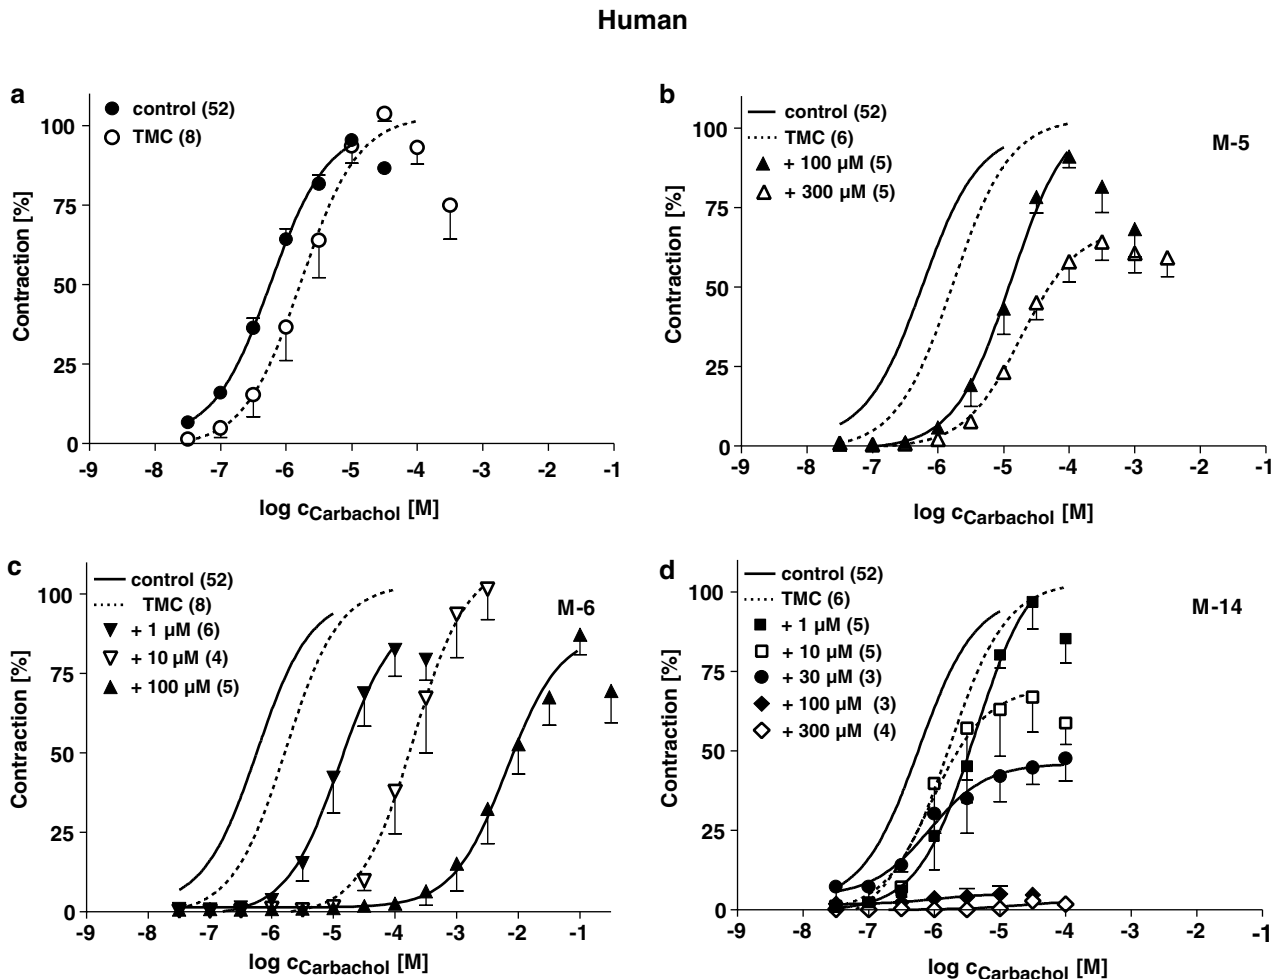 Human
a
control (52)
TMC (8)
100
75
50
25
0
Contraction [%]
-9 -8 -7 -6 -5 -4 -3 -2 -1
log cCarbachol [M]
b
control (52)
TMC (6)
+ 100 µM (5)
+ 300 µM (5)
M-5
100
75
50
25
0
Contraction [%]
-9 -8 -7 -6 -5 -4 -3 -2 -1
log cCarbachol [M]
c
control (52)
TMC (8)
+ 1 µM (6)
+ 10 µM (4)
+ 100 µM (5)
M-6
100
75
50
25
0
Contraction [%]
-9 -8 -7 -6 -5 -4 -3 -2 -1
log cCarbachol [M]
d
control (52)
TMC (6)
+ 1 µM (5)
+ 10 µM (5)
+ 30 µM (3)
+ 100 µM (3)
+ 300 µM (4)
M-14
100
75
50
25
0
Contraction [%]
-9 -8 -7 -6 -5 -4 -3 -2 -1
log cCarbachol [M]